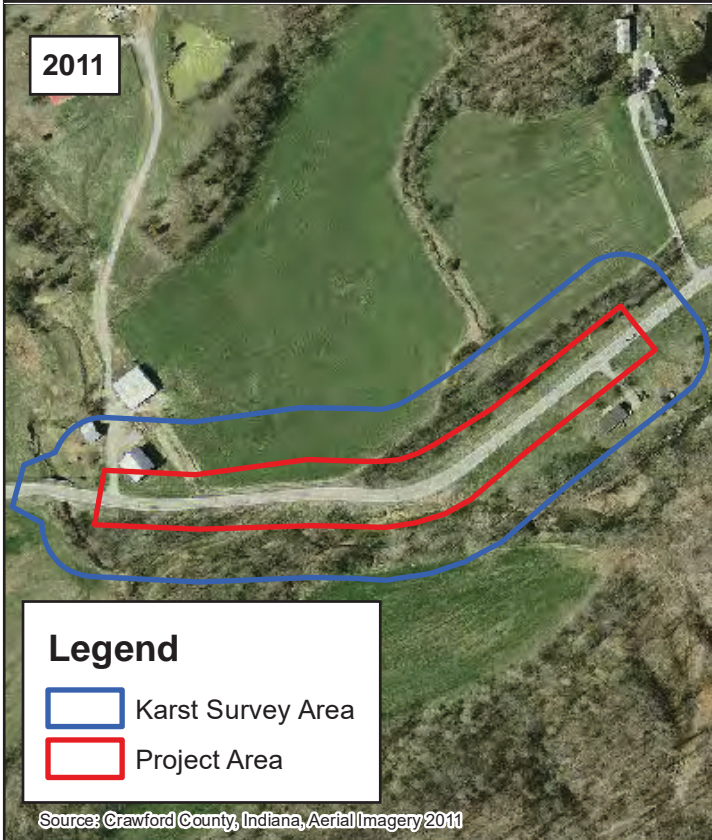 2011
Legend
Karst Survey Area
Project Area
Source: Crawford County, Indiana, Aerial Imagery 2011